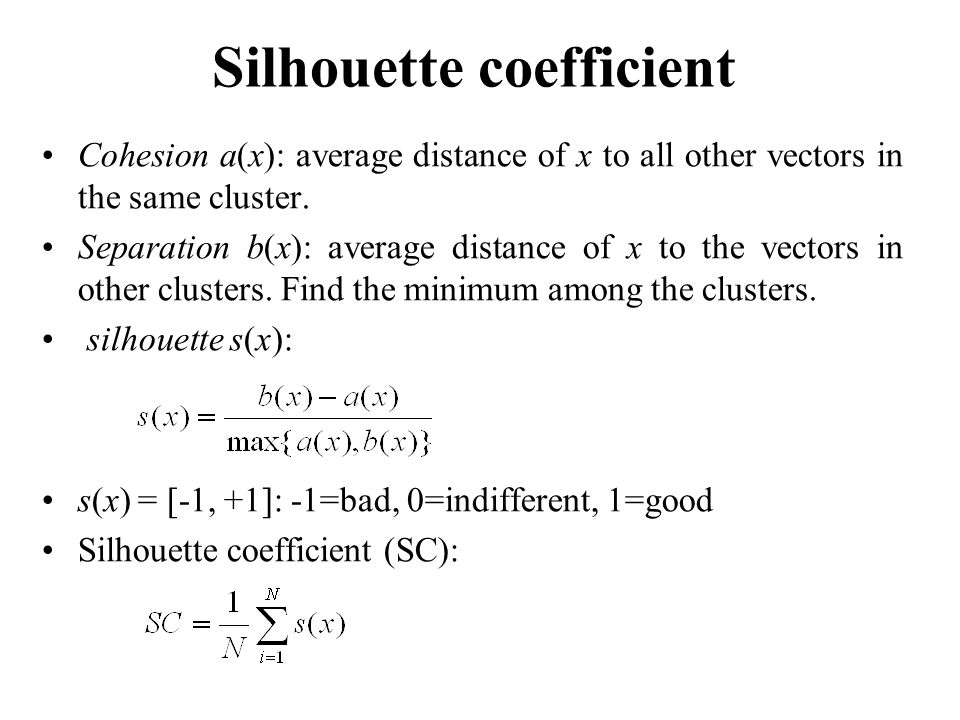 Silhouette coefficient
• Cohesion a(x): average distance of x to all other vectors in
the same cluster.
• Separation b(x): average distance of x to the vectors in
other clusters. Find the minimum among the clusters.
• silhouette s(x):
s(x) = \frac{b(x) − a(x)}{max{a(x), b(x)}}
• s(x) = [-1, +1]: -1=bad, 0=indifferent, 1=good
• Silhouette coefficient (SC):
SC = \frac{1}{N} \sum_{i=1}^{N} s(x)